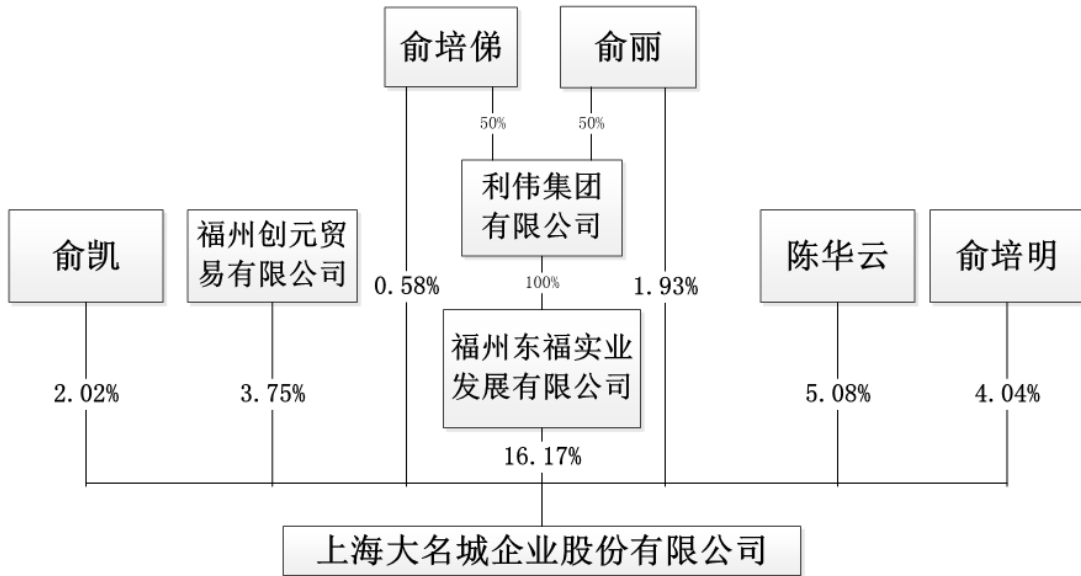 俞培俤
俞丽
50%
50%
利伟集团
有限公司
俞凯
福州创元贸
易有限公司
陈华云
俞培明
0.58%
100%
1.93%
福州东福实业
发展有限公司
2.02%
3.75%
5.08%
4.04%
16.17%
上海大名城企业股份有限公司